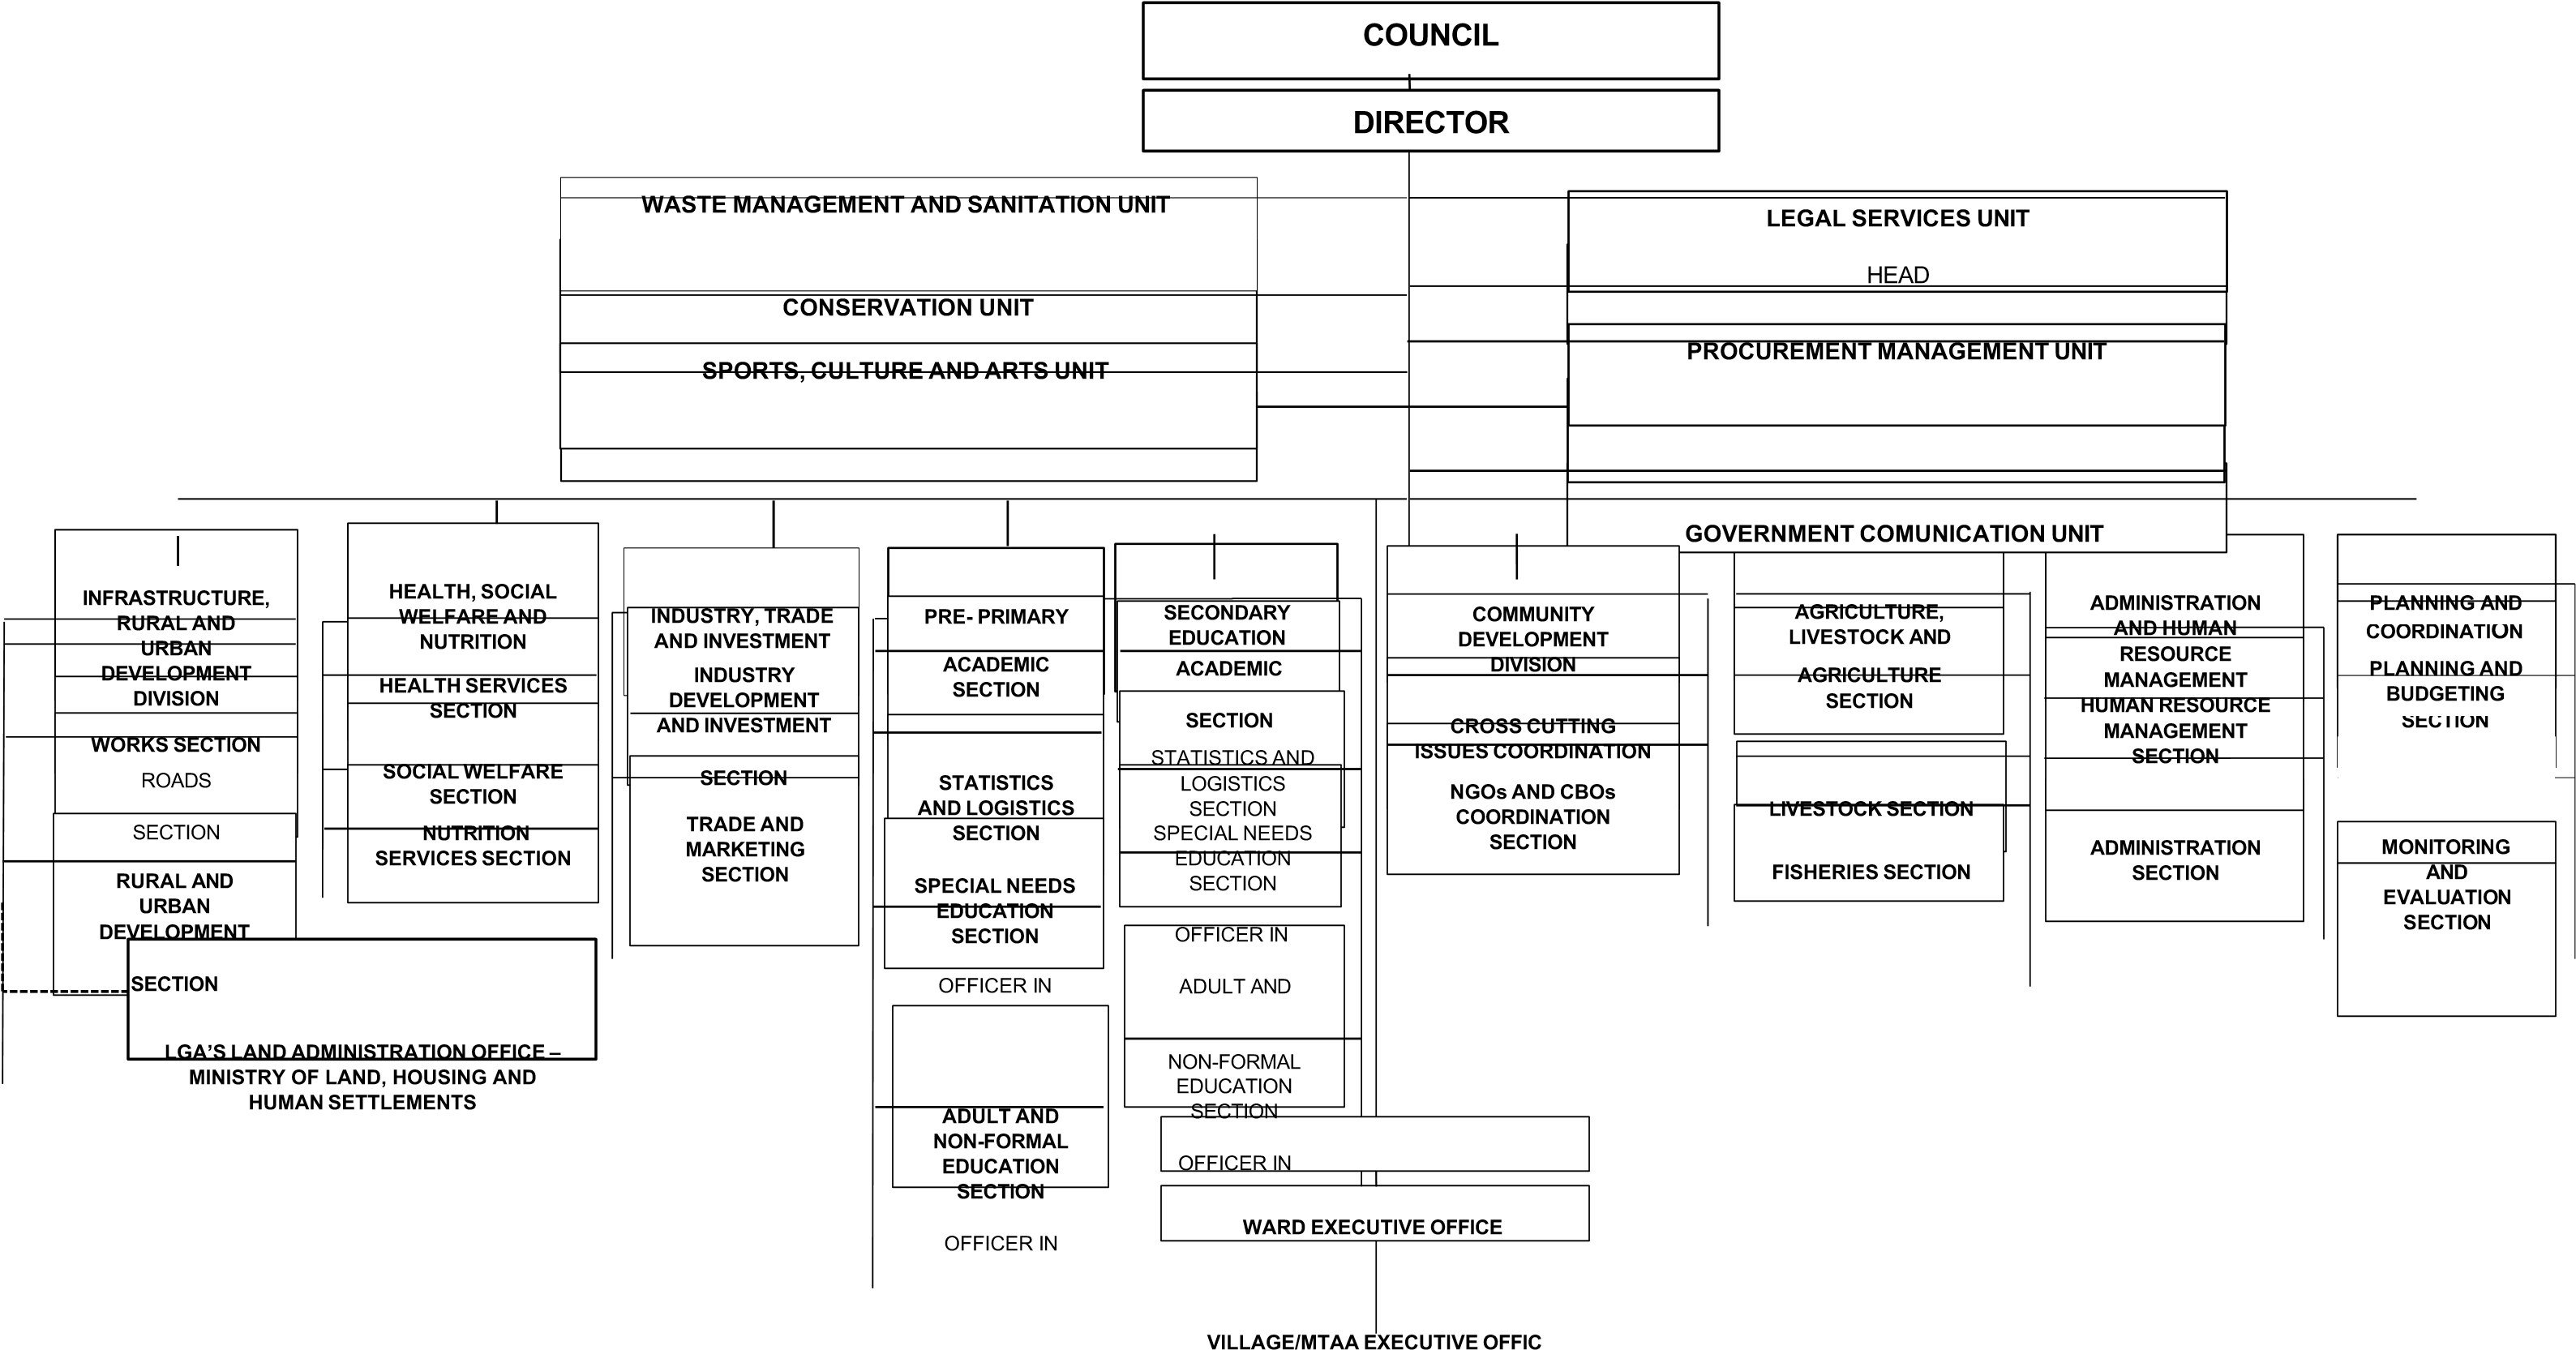 COUNCIL
DIRECTOR
WASTE MANAGEMENT AND SANITATION UNIT
CONSERVATION UNIT
SPORTS, CULTURE AND ARTS UNIT
LEGAL SERVICES UNIT
HEAD
PROCUREMENT MANAGEMENT UNIT
GOVERNMENT COMUNICATION UNIT
INFRASTRUCTURE,
RURAL AND
URBAN
DEVELOPMENT
DIVISION
WORKS SECTION
ROADS
SECTION
RURAL AND
URBAN
DEVELOPMENT
SECTION
LGA’S LAND ADMINISTRATION OFFICE –
MINISTRY OF LAND, HOUSING AND
HUMAN SETTLEMENTS
HEALTH, SOCIAL
WELFARE AND
NUTRITION
HEALTH SERVICES
SECTION
SOCIAL WELFARE
SECTION
NUTRITION
SERVICES SECTION
INDUSTRY, TRADE
AND INVESTMENT
INDUSTRY
DEVELOPMENT
AND INVESTMENT
SECTION
TRADE AND
MARKETING
SECTION
PRE- PRIMARY
ACADEMIC
SECTION
STATISTICS
AND LOGISTICS
SECTION
SPECIAL NEEDS
EDUCATION
SECTION
OFFICER IN
ADULT AND
NON-FORMAL
EDUCATION
SECTION
OFFICER IN
SECONDARY
EDUCATION
ACADEMIC
SECTION
STATISTICS AND
LOGISTICS
SECTION
SPECIAL NEEDS
EDUCATION
SECTION
OFFICER IN
ADULT AND
NON-FORMAL
EDUCATION
SECTION
OFFICER IN
WARD EXECUTIVE OFFICE
VILLAGE/MTAA EXECUTIVE OFFIC
COMMUNITY
DEVELOPMENT
DIVISION
CROSS CUTTING
ISSUES COORDINATION
NGOs AND CBOs
COORDINATION
SECTION
AGRICULTURE,
LIVESTOCK AND
AGRICULTURE
SECTION
LIVESTOCK SECTION
FISHERIES SECTION
ADMINISTRATION
AND HUMAN
RESOURCE
MANAGEMENT
HUMAN RESOURCE
MANAGEMENT
SECTION
ADMINISTRATION
SECTION
PLANNING AND
COORDINATION
PLANNING AND
BUDGETING
SECTION
MONITORING
AND
EVALUATION
SECTION